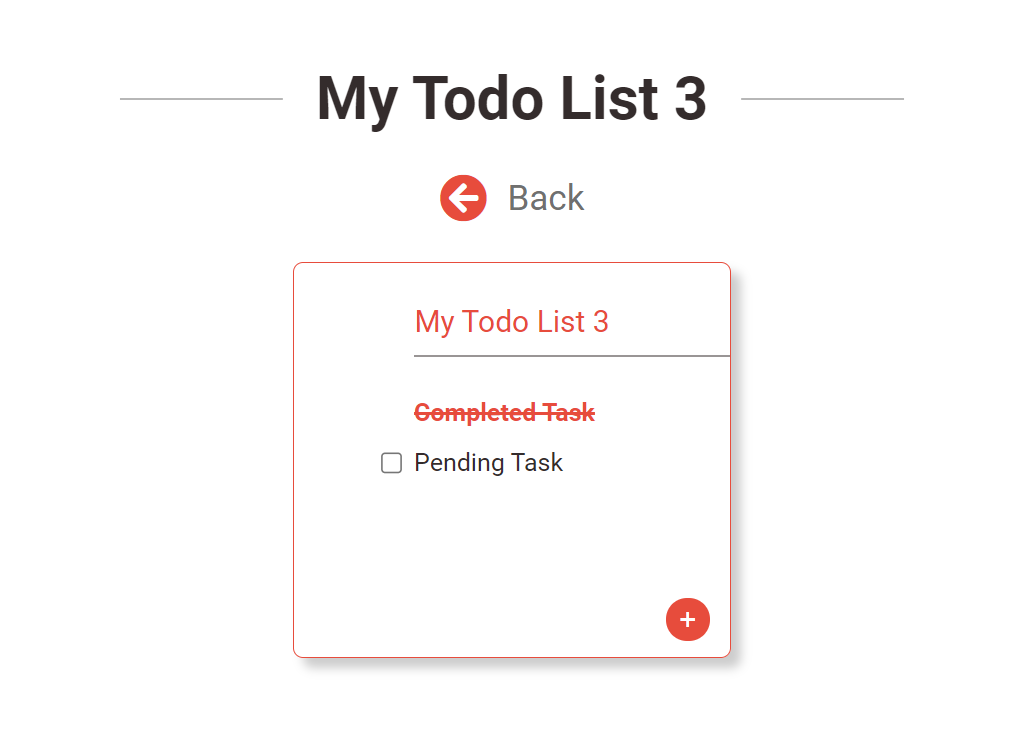 My Todo List 3
Back
My Todo List 3
Completed Task
Pending Task
+